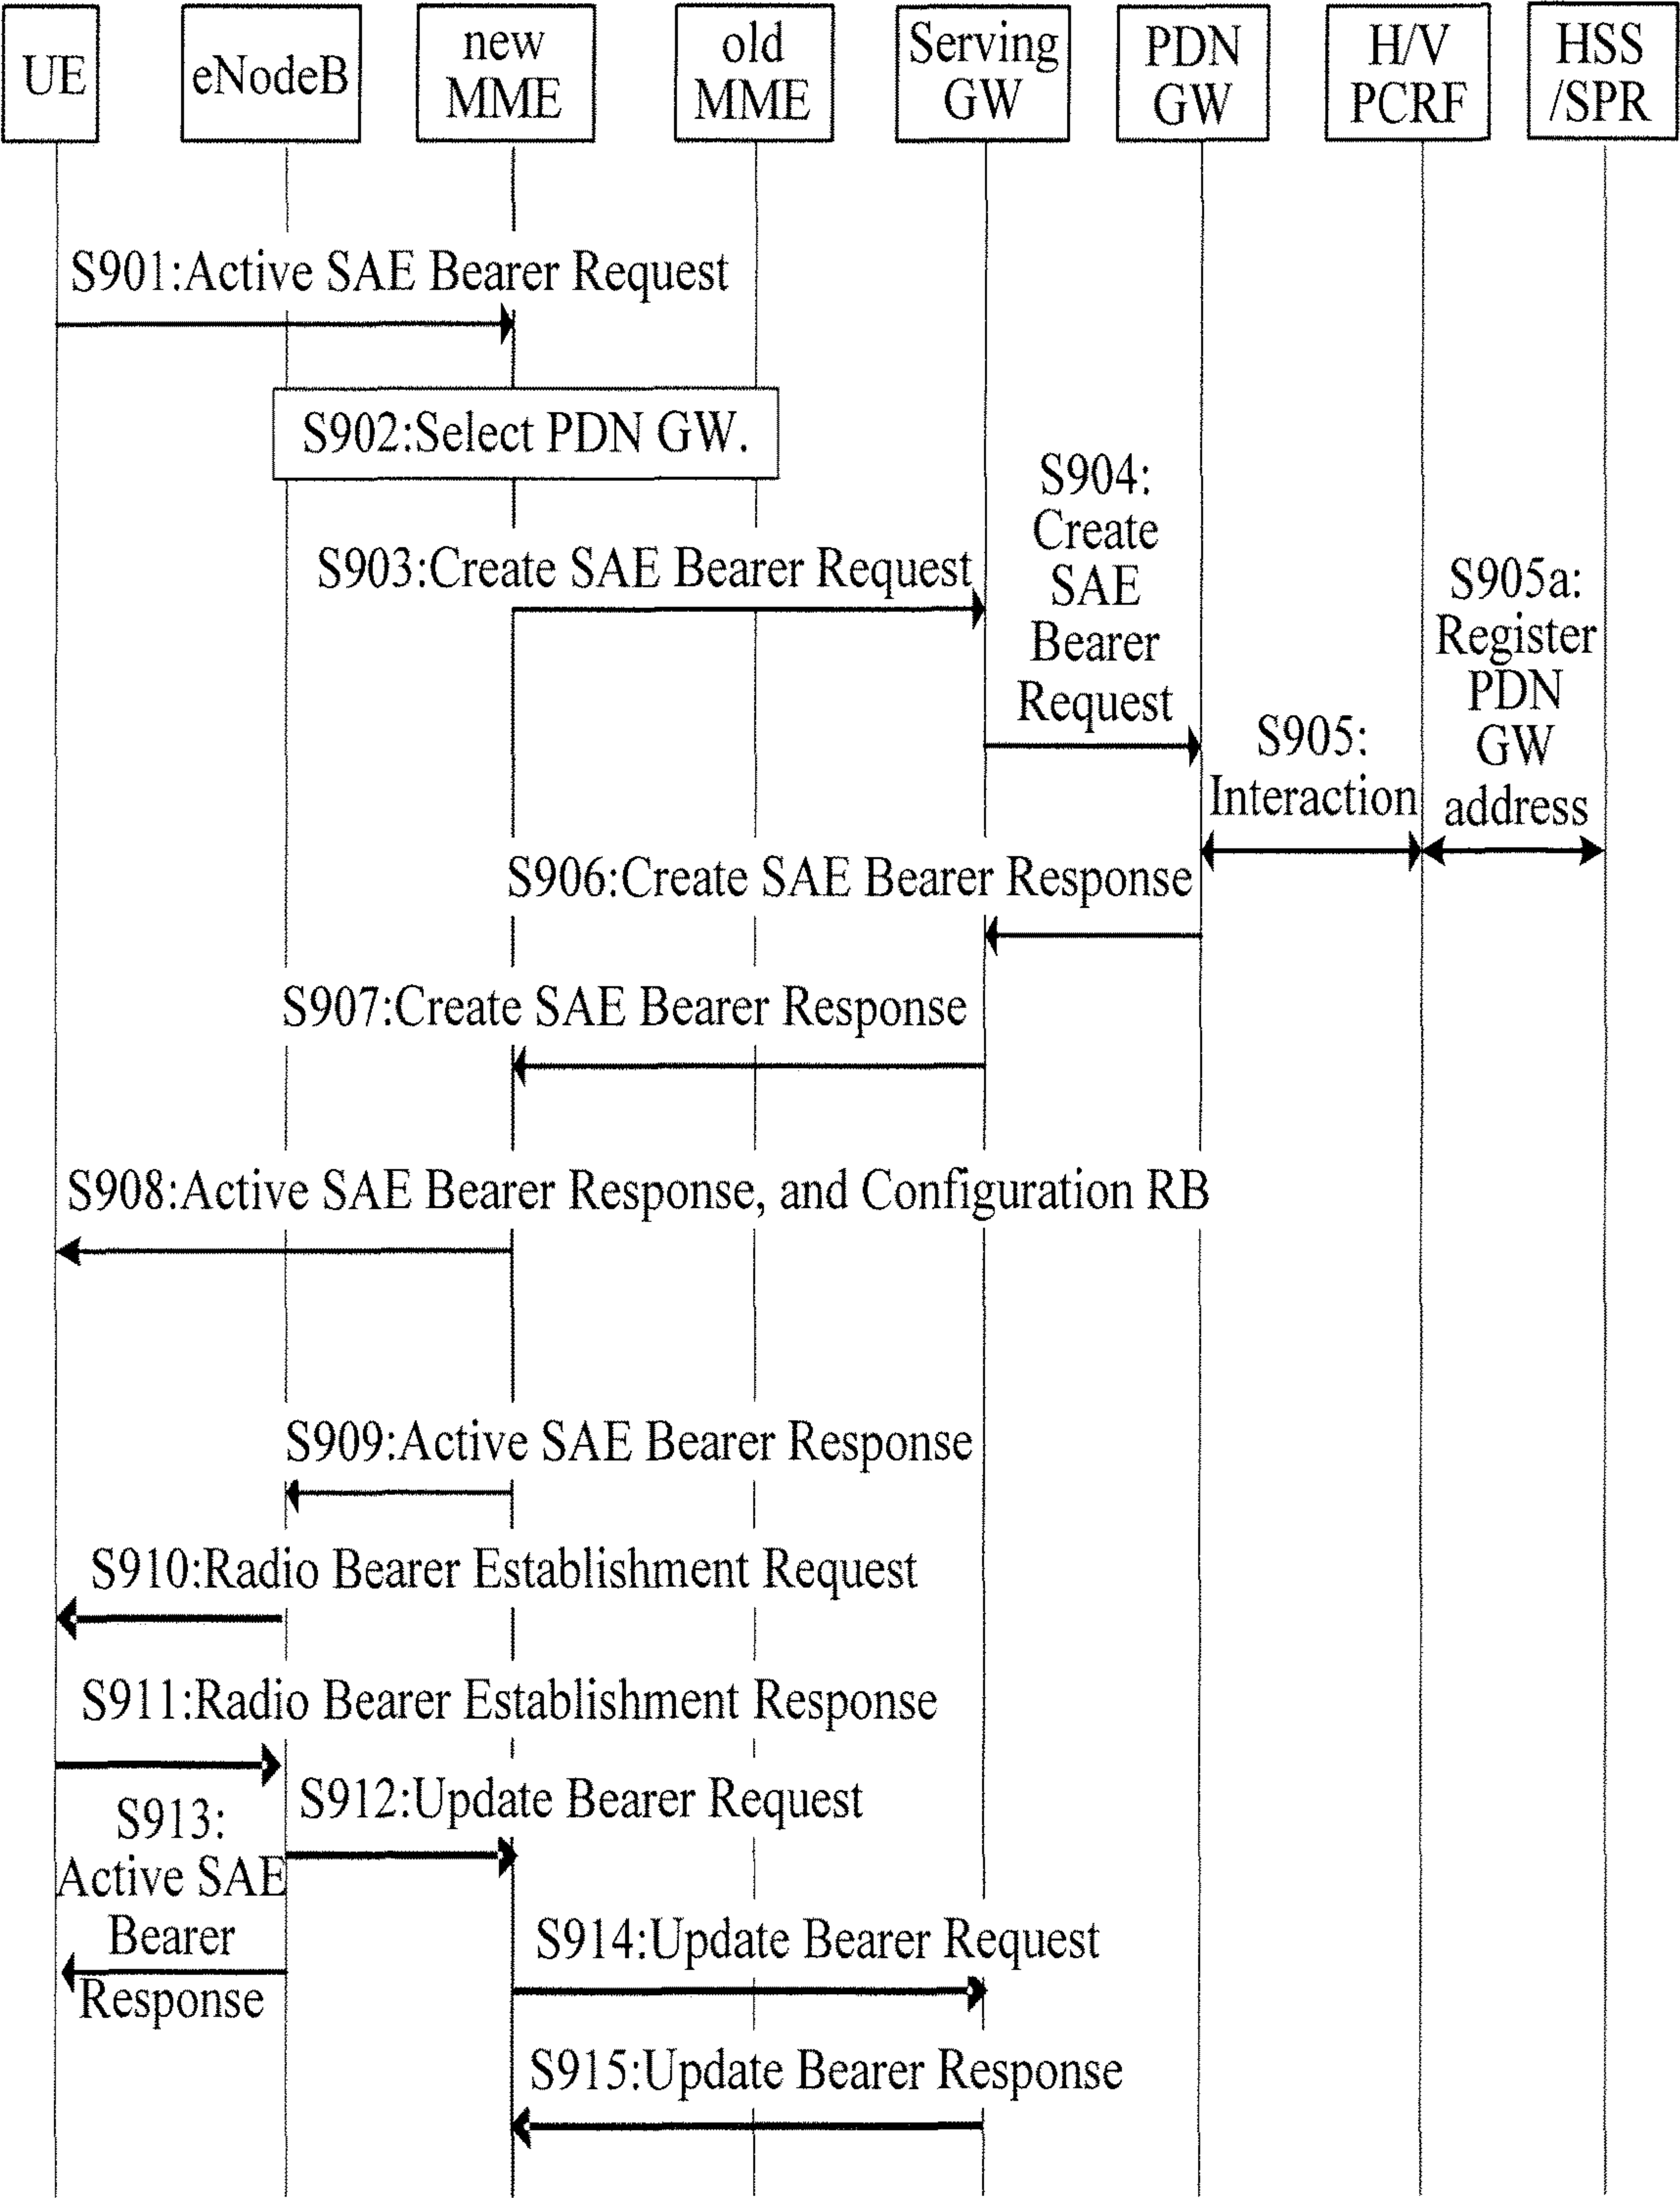 UE
eNodeB
new
MME
old
MME
Serving
GW
PDN
GW
H/V
PCRF
HSS
/SPR
S901:Active SAE Bearer Request
S902:Select PDN GW.
S903:Create SAE Bearer Request
S904:
Create
SAE
Bearer
Request
S905:
Interaction
S905a:
Register
PDN
GW
address
S906:Create SAE Bearer Response
S907:Create SAE Bearer Response
S908:Active SAE Bearer Response, and Configuration RB
S909:Active SAE Bearer Response
S910:Radio Bearer Establishment Request
S911:Radio Bearer Establishment Response
S912:Update Bearer Request
S913:
Active SAE
Bearer
Response
S914:Update Bearer Request
S915:Update Bearer Response